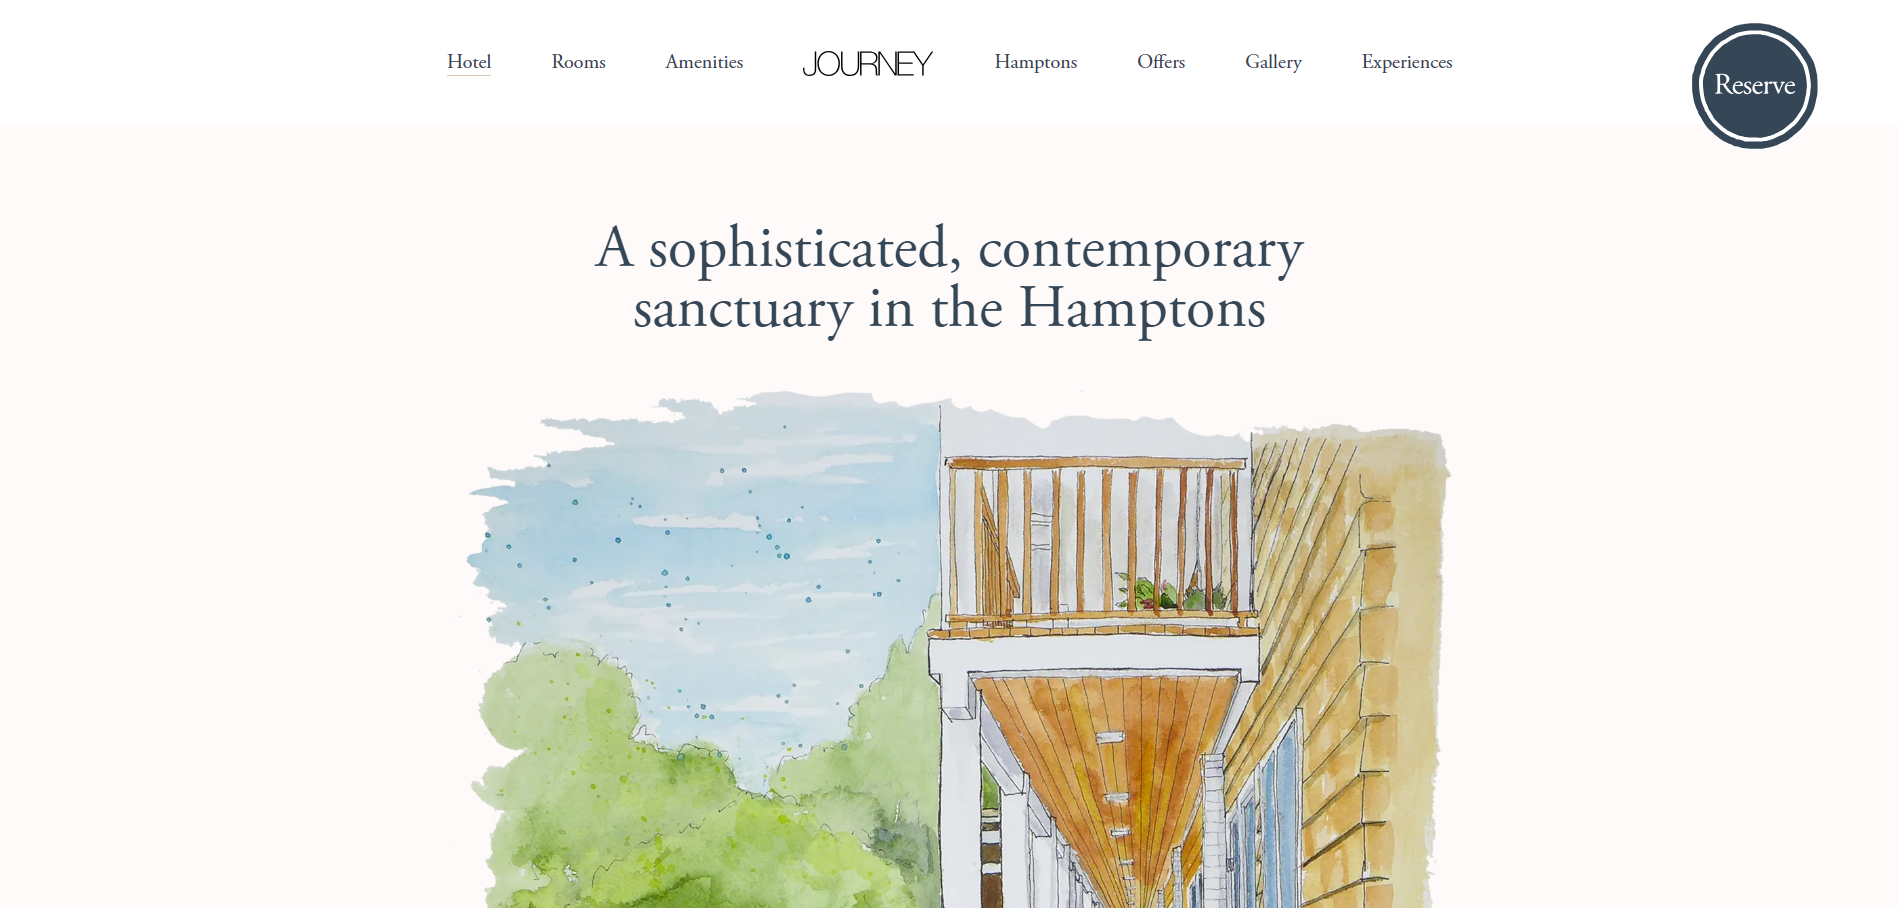 Hotel
Rooms
Amenities
JOURNEY
Hamptons
Offers
Gallery
Experiences
Reserve
A sophisticated, contemporary
sanctuary in the Hamptons